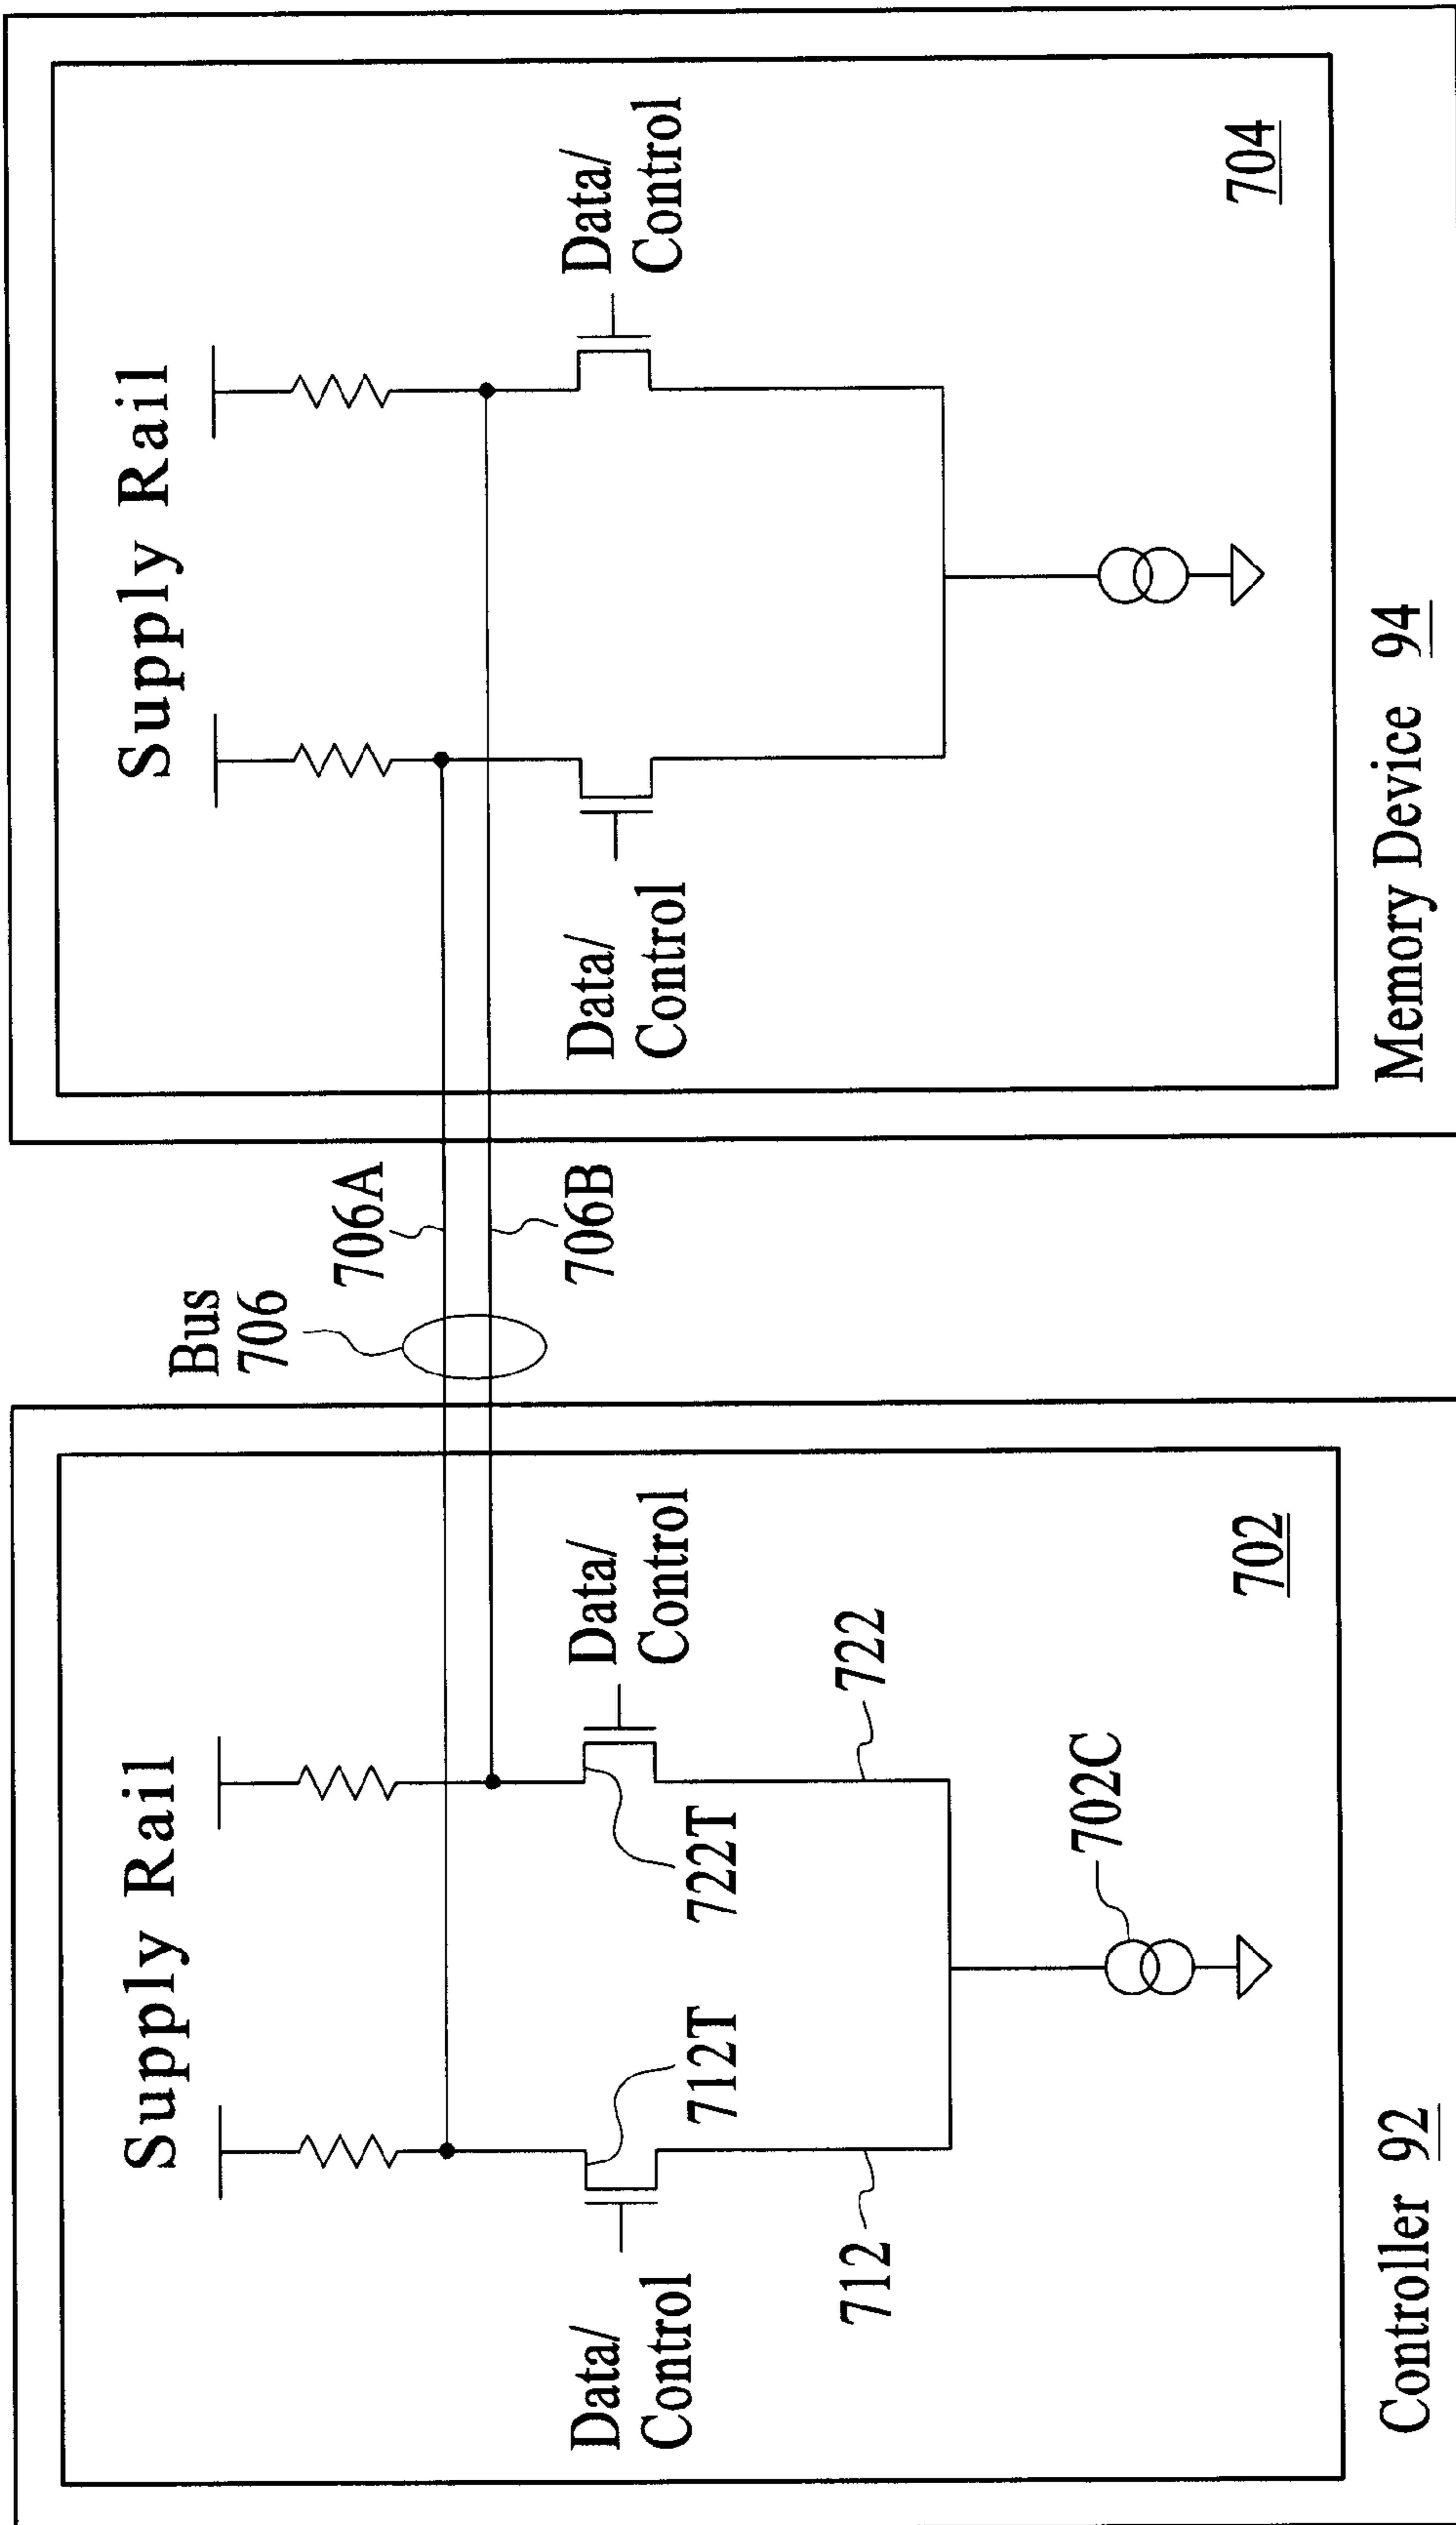 Supply Rail
Data/
Control
Data/
Control
712T
722T
712
722
702C
702
Controller 92
Bus
706
706A
706B
Supply Rail
Data/
Control
Data/
Control
704
Memory Device 94